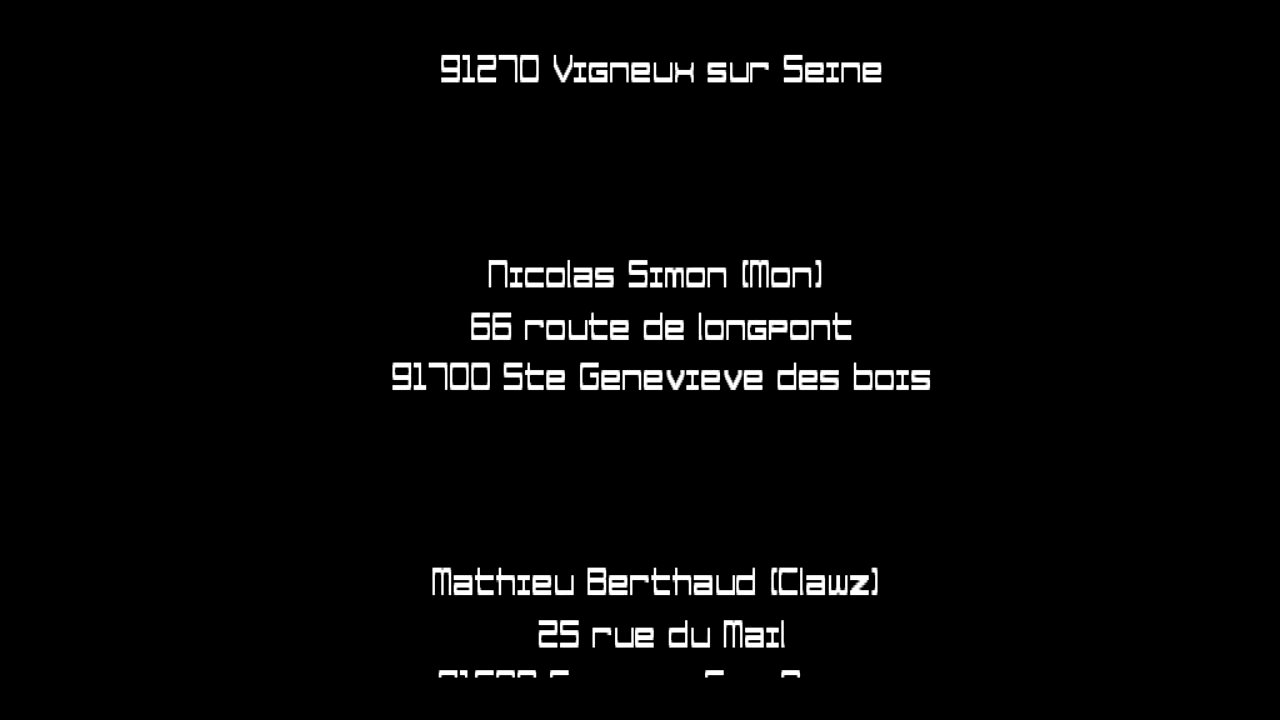 91270 Vigneux sur Seine
Nicolas Simon (Mon)
66 route de longpont
91700 Ste Genevieve des bois
Mathieu Berthaud (Clawz)
25 rue du Mail